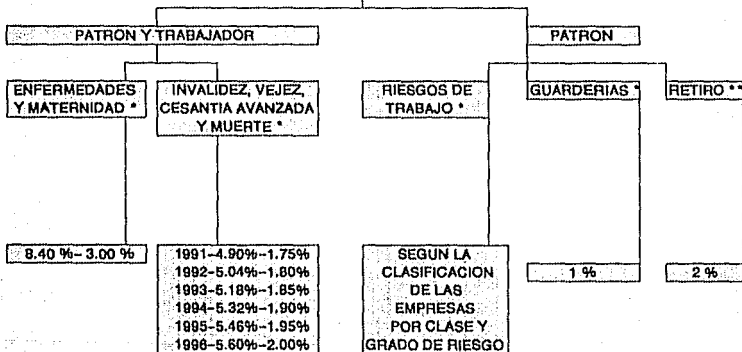 PATRON Y TRABAJADOR
PATRON
ENFERMEDADES
Y MATERNIDAD *
INVALIDEZ, VEJEZ,
CESANTIA AVANZADA
Y MUERTE *
RIESGOS DE
TRABAJO *
GUARDERIAS *
RETIRO **
8.40 %– 3.00 %
1991–4.90%–1.75%
1992–5.04%–1.80%
1993–5.18%–1.85%
1994–5.32%–1.90%
1995–5.46%–1.95%
1996–5.60%–2.00%
SEGUN LA
CLASIFICACION
DE LAS
EMPRESAS
POR CLASE Y
GRADO DE RIESGO
1 %
2 %